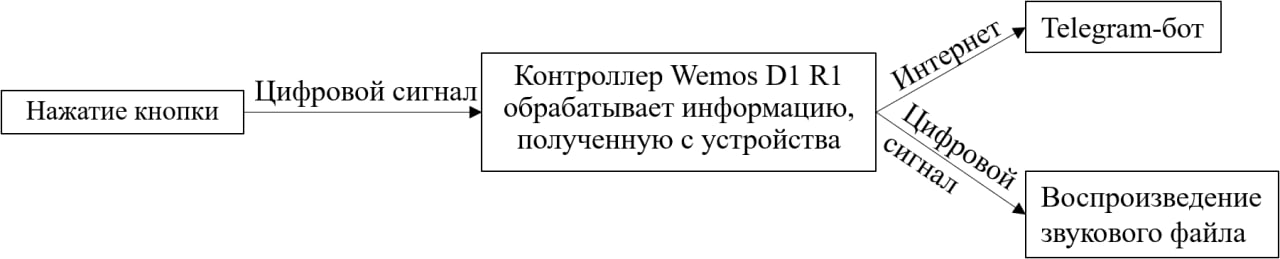 Нажатие кнопки
Цифровой сигнал
Контроллер Wemos D1 R1
обрабатывает информацию,
полученную с устройства
Интернет
Telegram-бот
Цифровой
сигнал
Воспроизведение
звукового файла